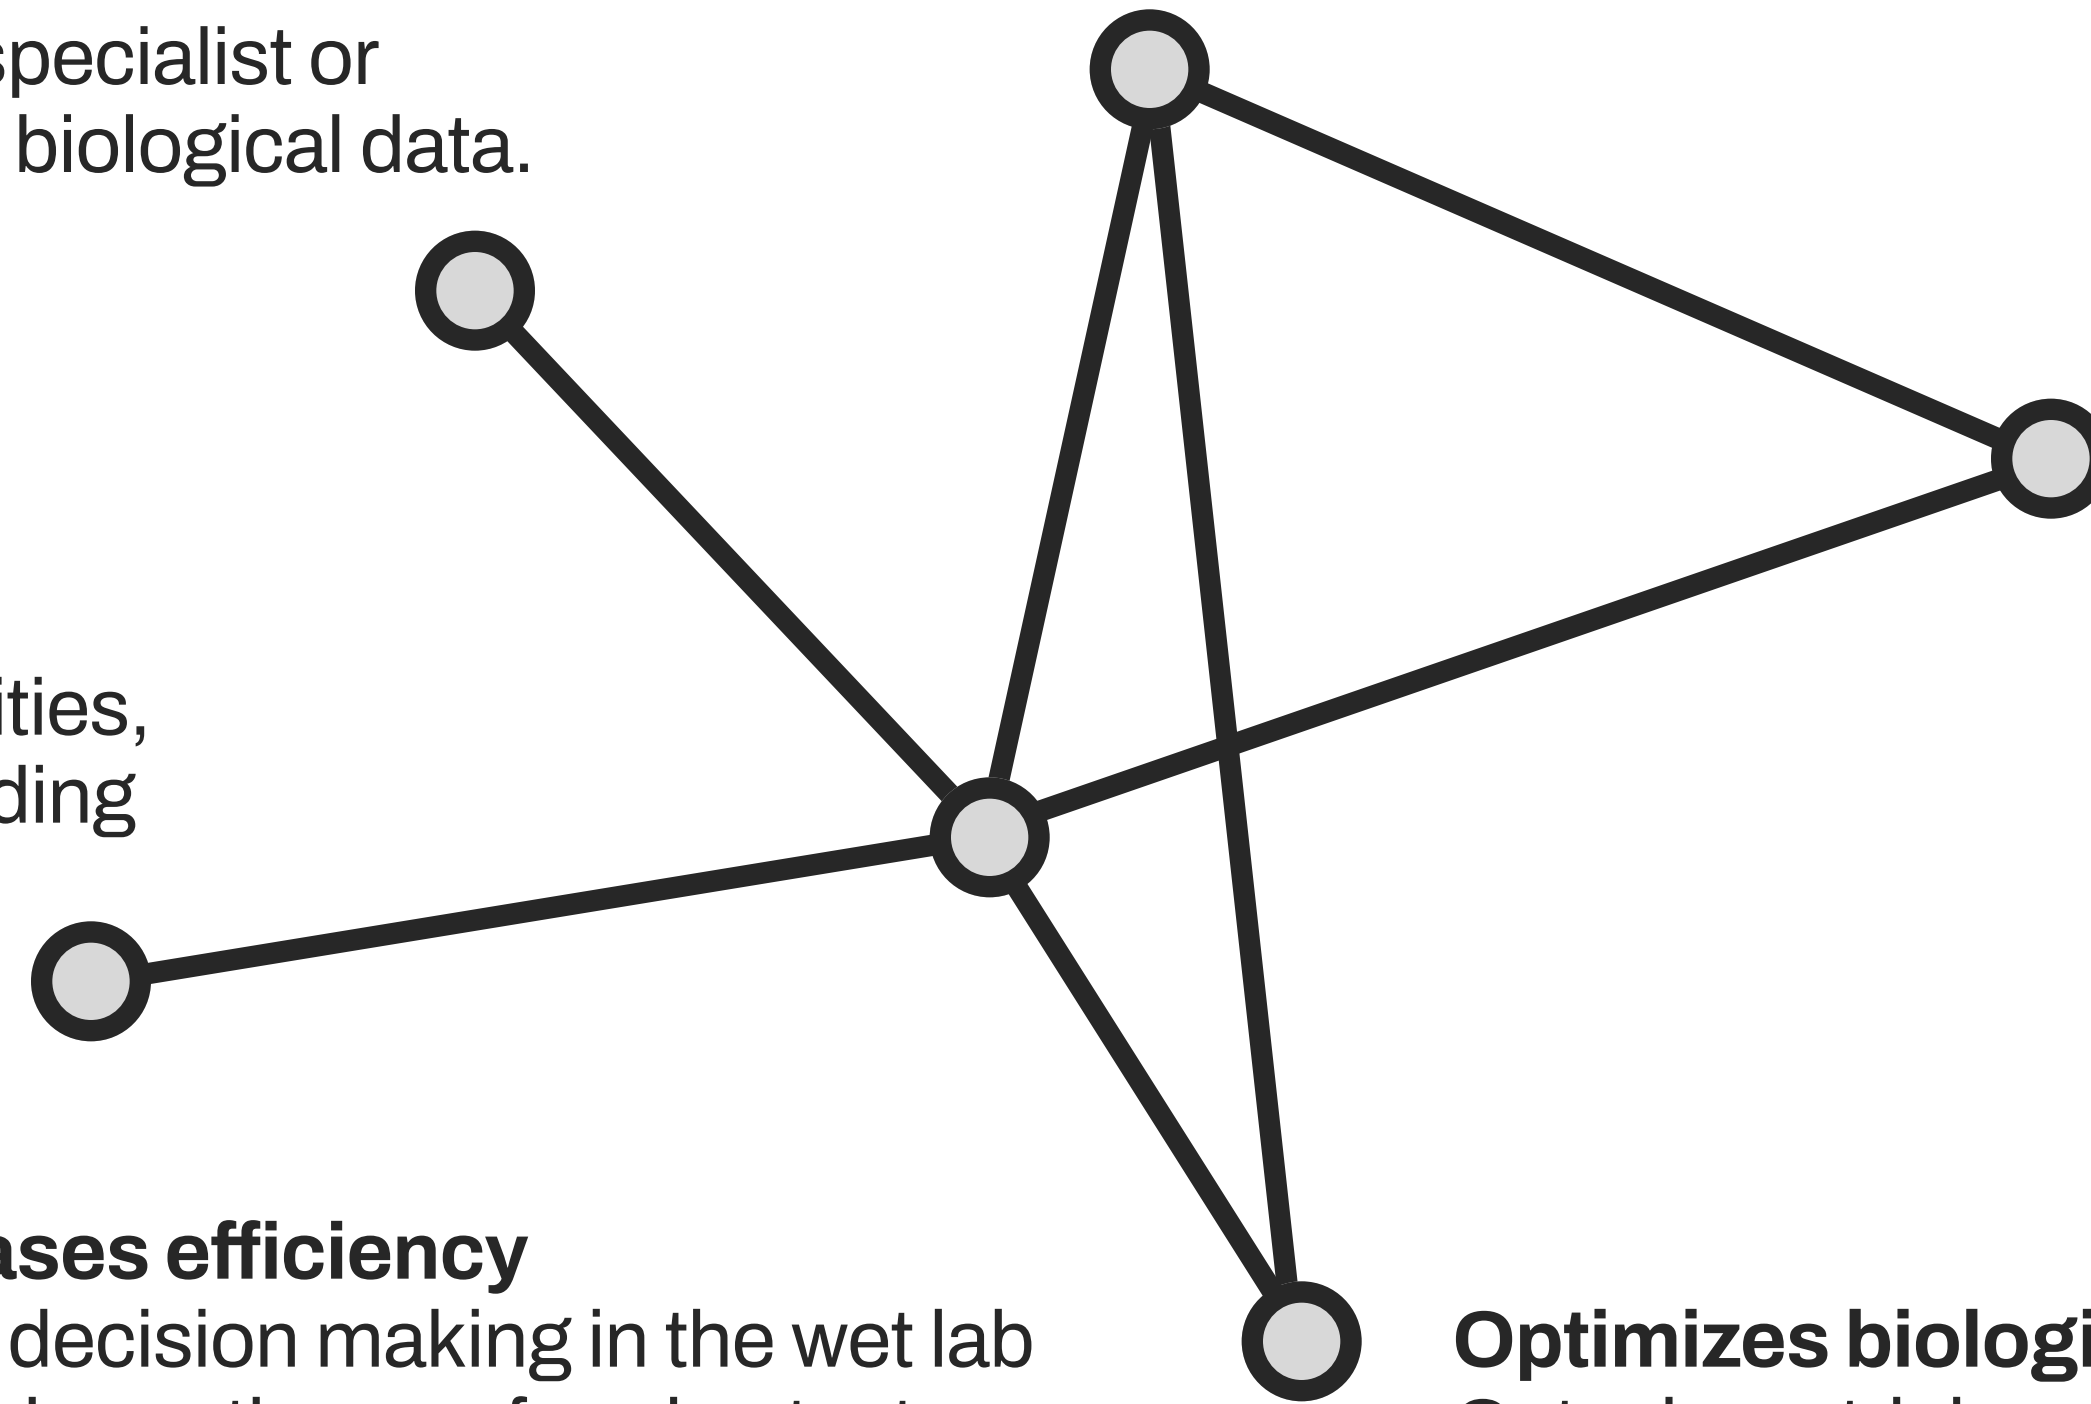 specialist or
biological data.
ities,
ding
ases efficiency
decision making in the wet lab
Optimizes biologi